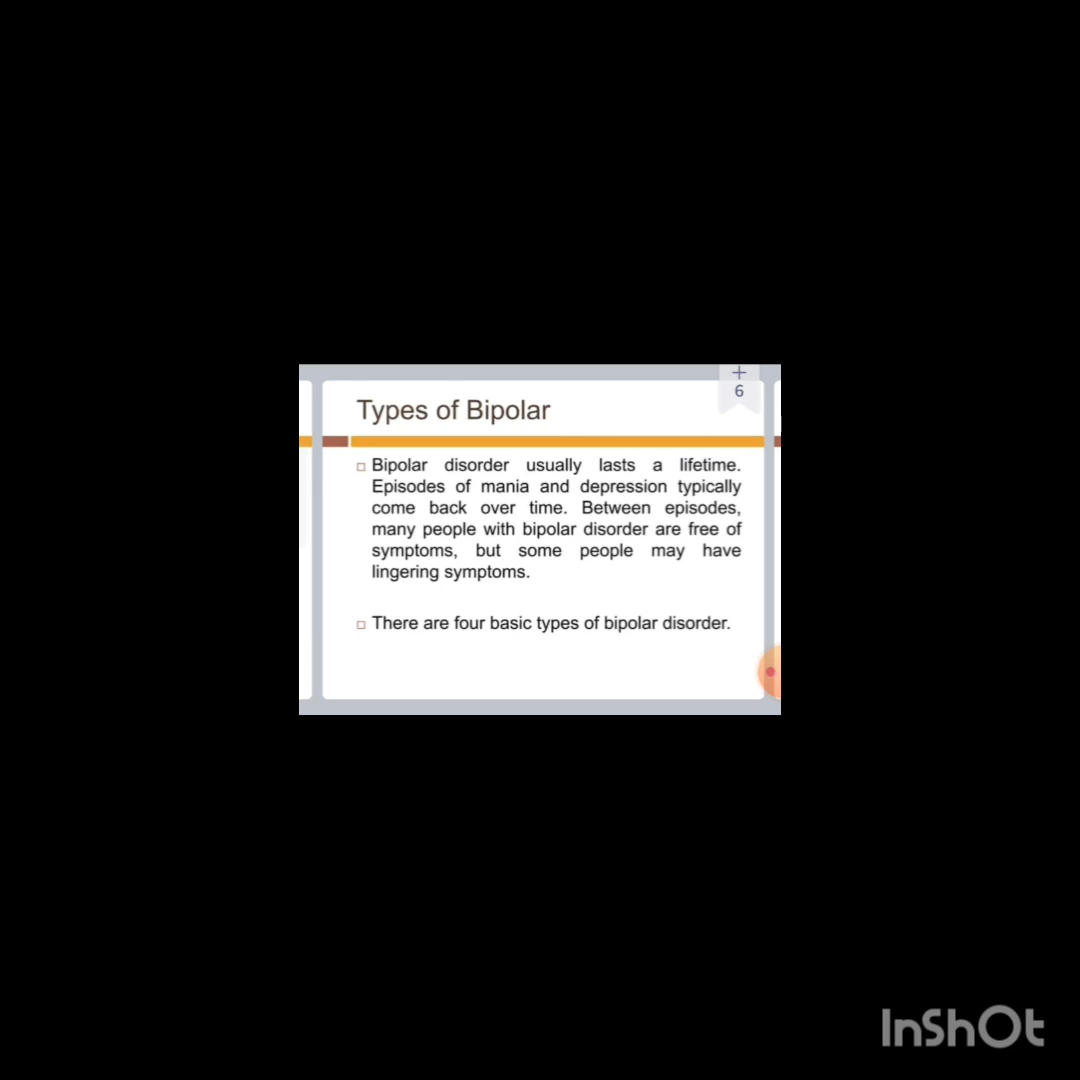 +
6
Types of Bipolar
Bipolar disorder usually lasts a lifetime.
Episodes of mania and depression typically
come back over time. Between episodes,
many people with bipolar disorder are free of
symptoms, but some people may have
lingering symptoms.
There are four basic types of bipolar disorder.
InShOt